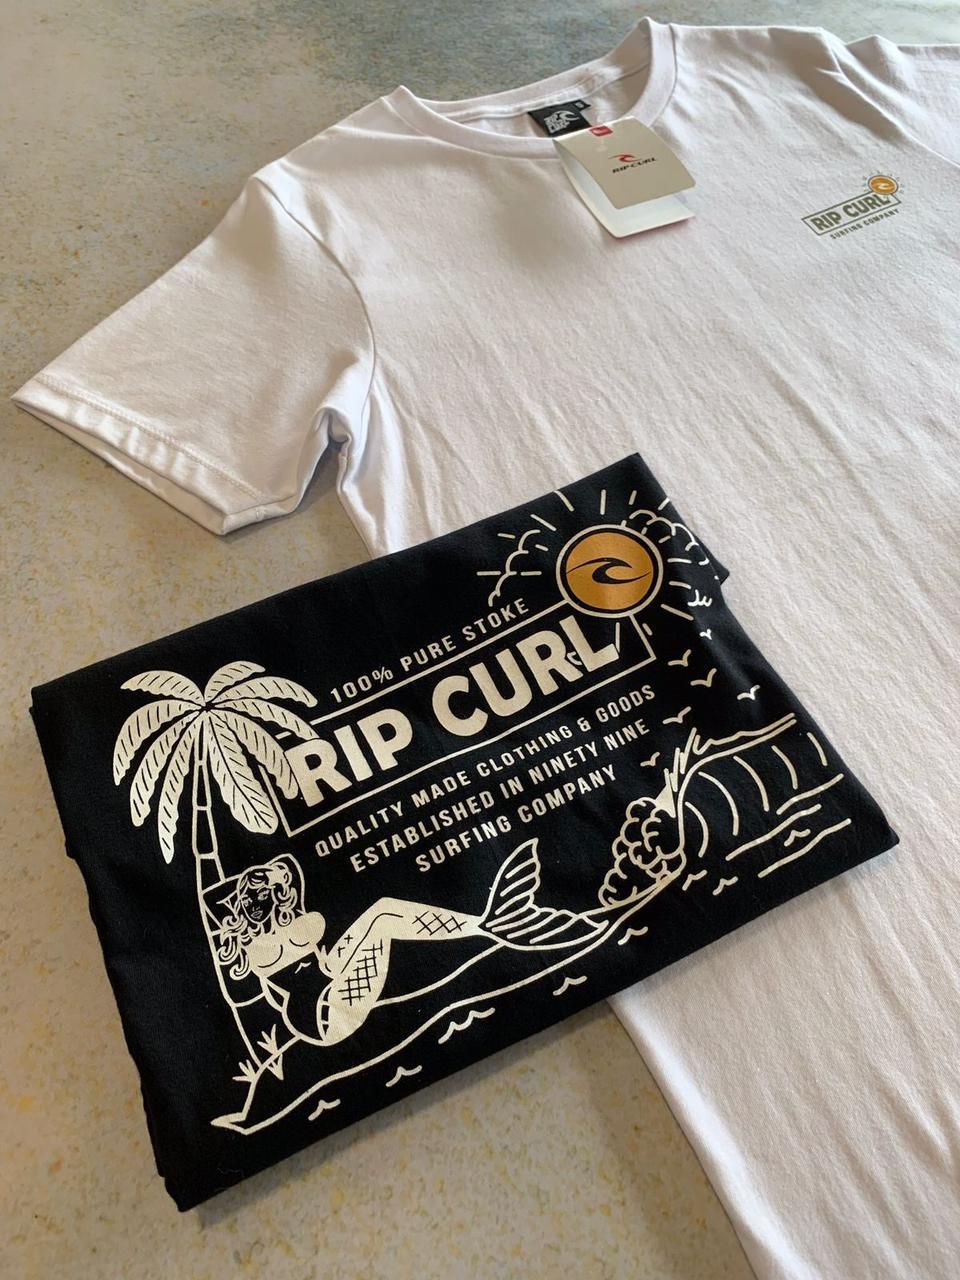 RIP CURL
RIP CURL
SURFING COMPANY
100% PURE STOKE
RIP CURL
QUALITY MADE CLOTHING & GOODS
ESTABLISHED IN NINETY NINE
SURFING COMPANY